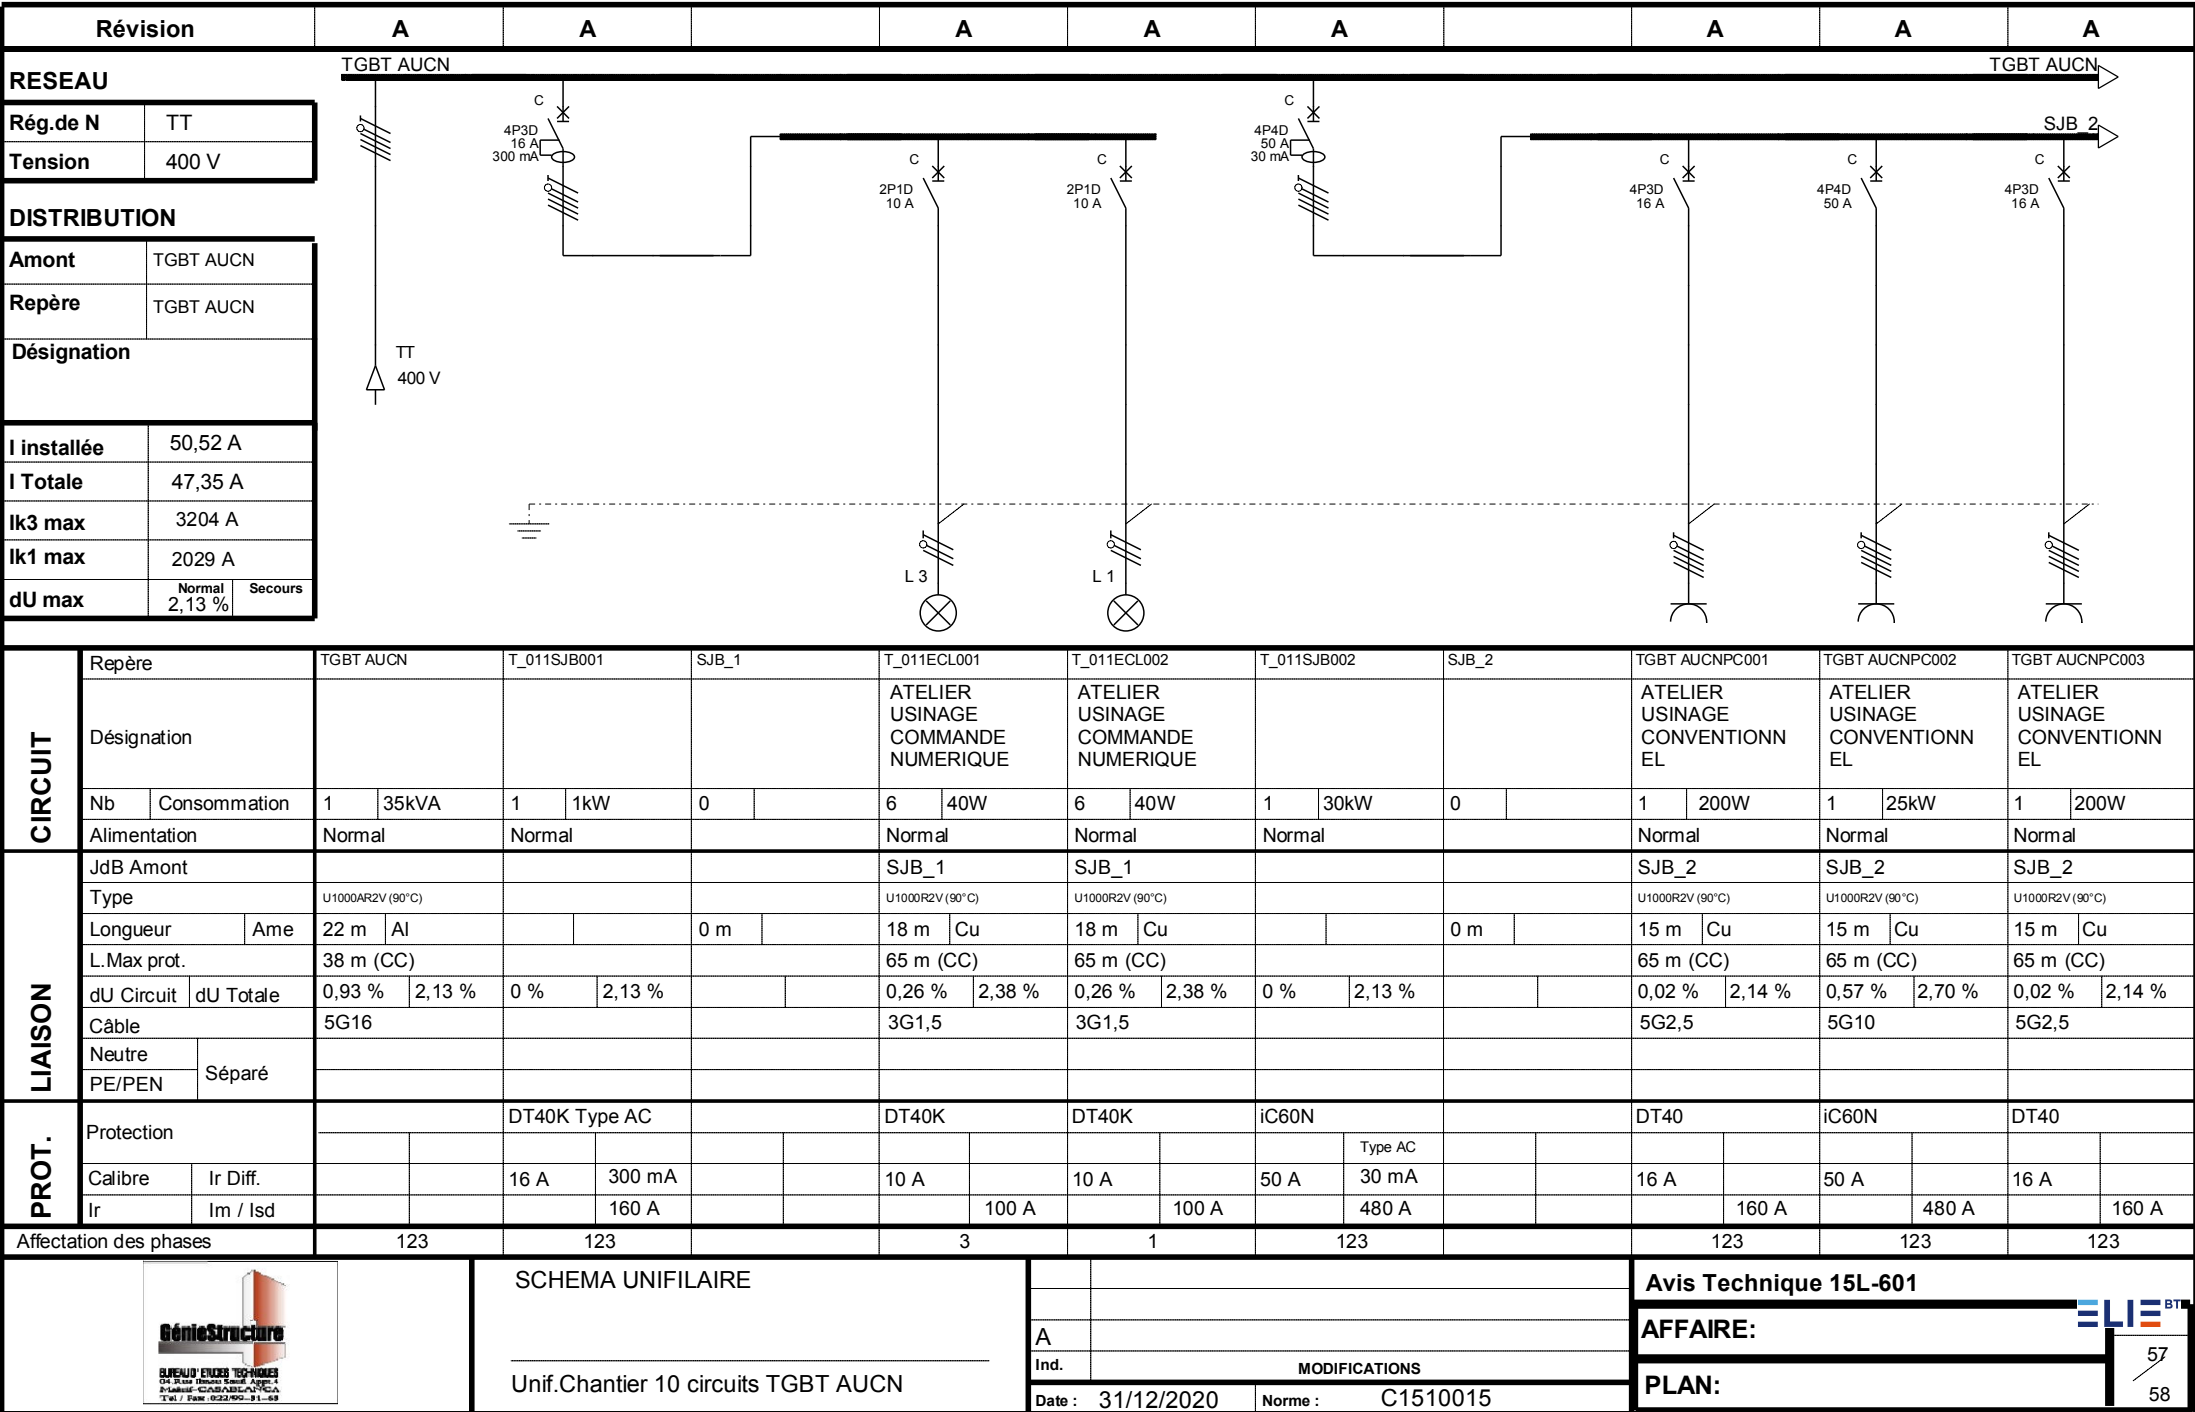 Révision A A A A A A A A
RESEAU
Rég.de N TT
Tension 400 V
DISTRIBUTION
Amont TGBT AUCN
Repère TGBT AUCN
Désignation
I installée 50,52 A
I Totale 47,35 A
Ik3 max 3204 A
Ik1 max 2029 A
dU max Normal 2,13 % Secours
TGBT AUCN TGBT AUCN
SJB_2
C
4P3D
16 A
300 mA
C
2P1D
10 A
C
2P1D
10 A
C
4P4D
50 A
30 mA
C
4P3D
16 A
C
4P4D
50 A
C
4P3D
16 A
TT
400 V
L 3
L 1
CIRCUIT
Repère TGBT AUCN T_011SJB001 SJB_1 T_011ECL001 T_011ECL002 T_011SJB002 SJB_2 TGBT AUCNPC001 TGBT AUCNPC002 TGBT AUCNPC003
Désignation
ATELIER ATELIER ATELIER ATELIER ATELIER
USINAGE USINAGE USINAGE USINAGE USINAGE
COMMANDE COMMANDE CONVENTIONN CONVENTIONN CONVENTIONN
NUMERIQUE NUMERIQUE EL EL EL
Nb Consommation 1 35kVA 1 1kW 0 6 40W 6 40W 1 30kW 0 1 200W 1 25kW 1 200W
Alimentation Normal Normal Normal Normal Normal Normal Normal Normal
LIAISON
JdB Amont SJB_1 SJB_1 SJB_2 SJB_2 SJB_2
Type U1000AR2V (90°C) U1000R2V (90°C) U1000R2V (90°C) U1000R2V (90°C) U1000R2V (90°C) U1000R2V (90°C)
Longueur Ame 22 m Al 0 m 18 m Cu 18 m Cu 0 m 15 m Cu 15 m Cu 15 m Cu
L.Max prot. 38 m (CC) 65 m (CC) 65 m (CC) 65 m (CC) 65 m (CC) 65 m (CC)
dU Circuit dU Totale 0,93 % 2,13 % 0 % 2,13 % 0,26 % 2,38 % 0,26 % 2,38 % 0 % 2,13 % 0,02 % 2,14 % 0,57 % 2,70 % 0,02 % 2,14 %
Câble 5G16 3G1,5 3G1,5 5G2,5 5G10 5G2,5
Neutre
PE/PEN
Séparé
PROT.
Protection DT40K Type AC DT40K DT40K iC60N DT40 iC60N DT40
Type AC
Calibre Ir Diff. 16 A 300 mA 10 A 10 A 50 A 30 mA 16 A 50 A 16 A
Ir Im / Isd 160 A 100 A 100 A 480 A 160 A 480 A 160 A
Affectation des phases 123 123 3 1 123 123 123 123
GénieStructure
BUREAU D'ETUDES TECHNIQUES
SCHEMA UNIFILAIRE
Unif.Chantier 10 circuits TGBT AUCN
A
Ind. MODIFICATIONS
Date : 31/12/2020 Norme : C1510015
Avis Technique 15L-601
ELIE BT
AFFAIRE:
PLAN:
57
58